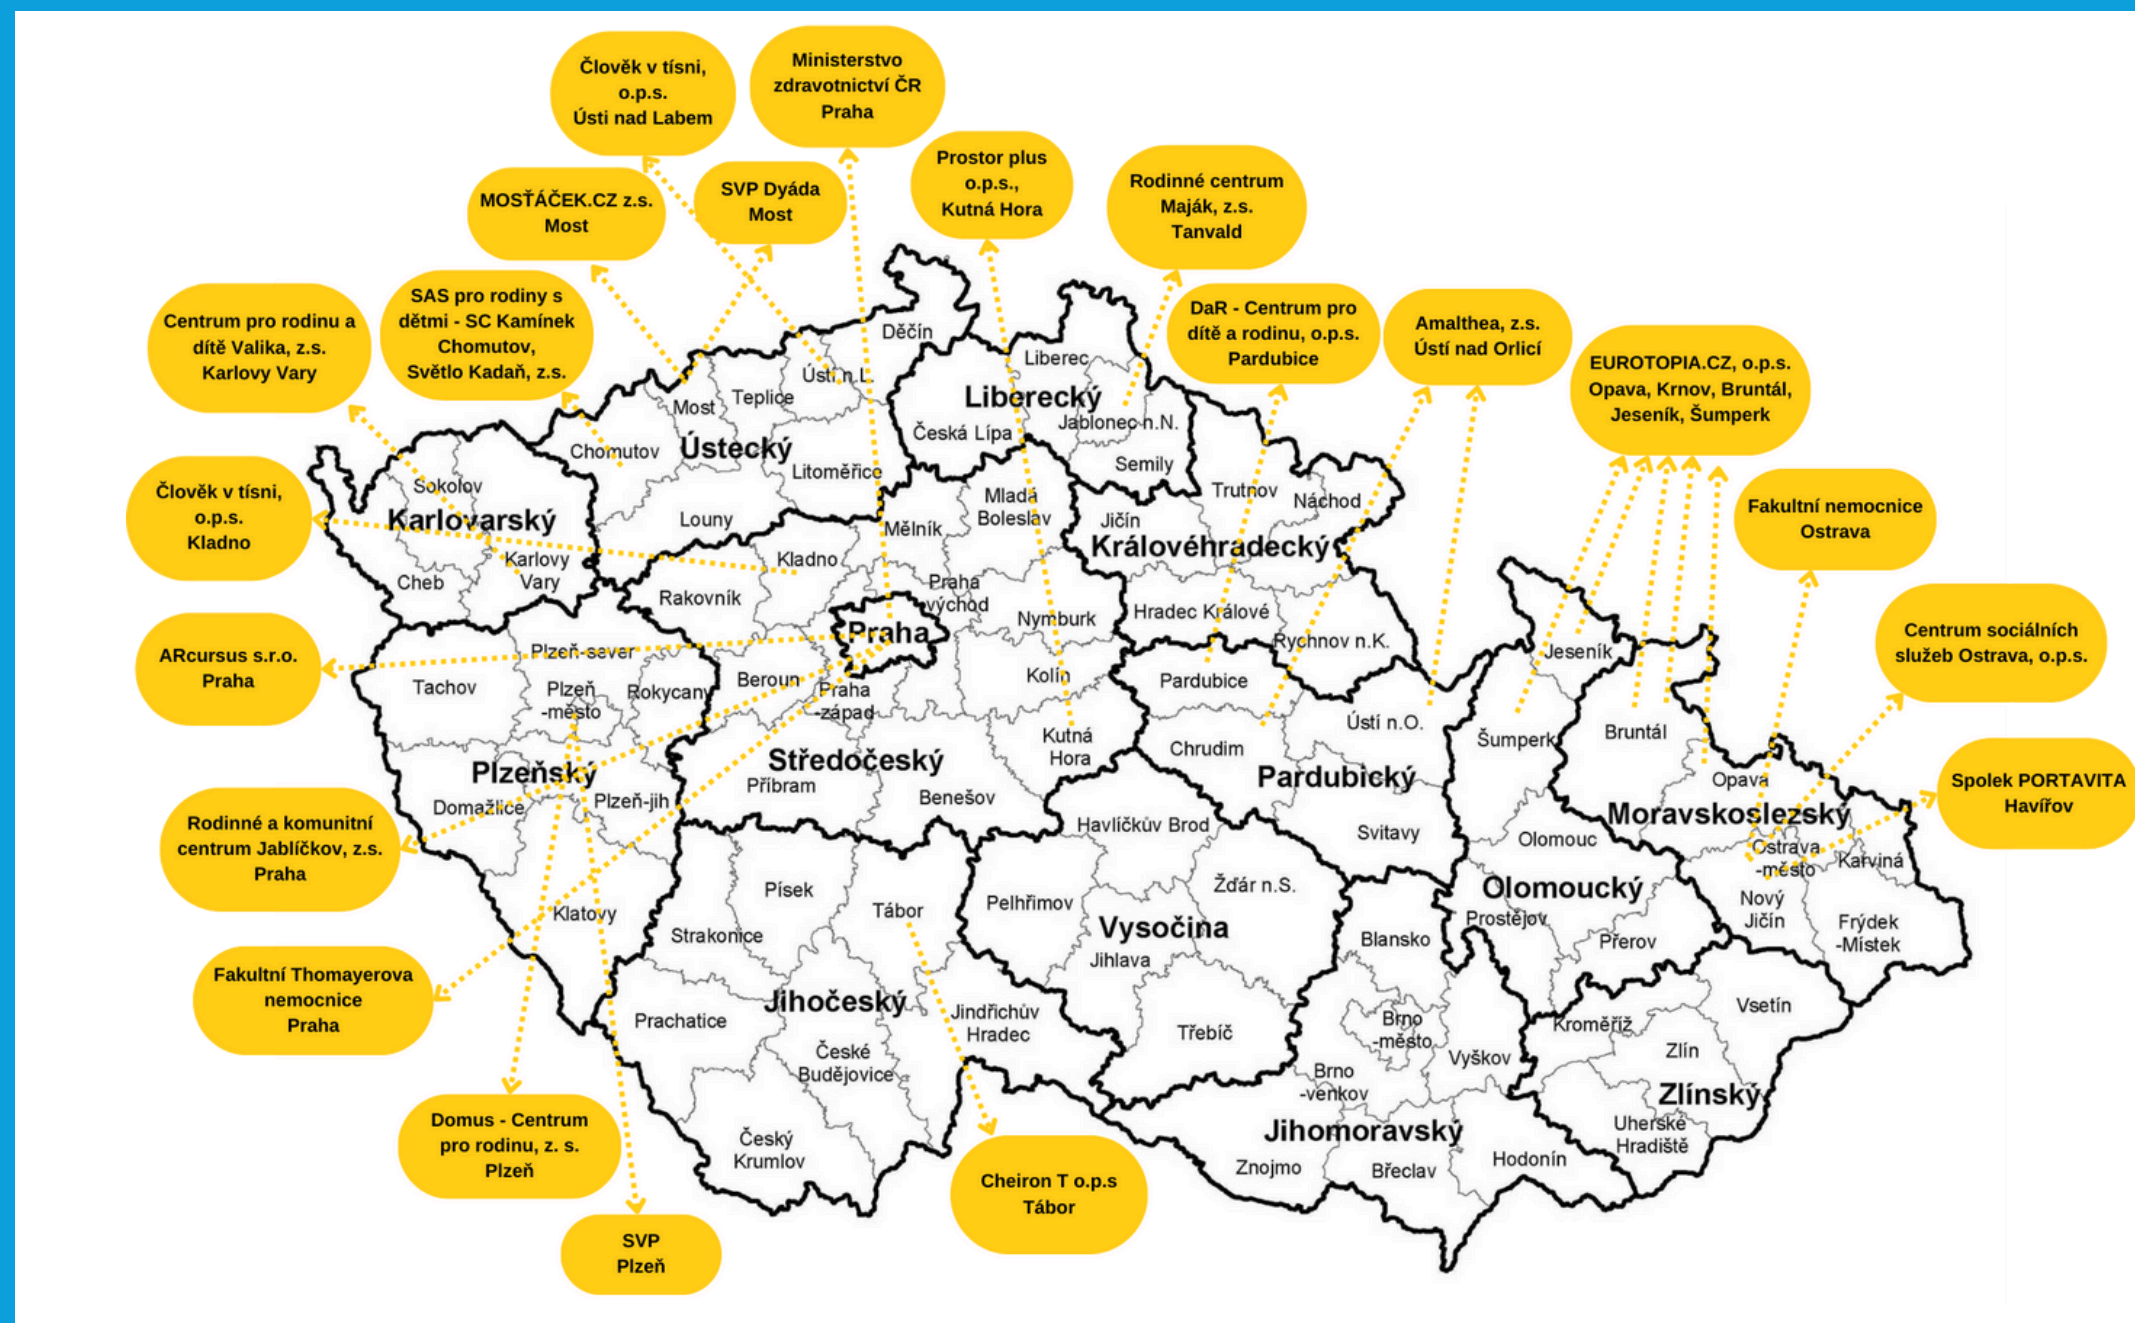 Člověk v tísni,
o.p.s.
Ústi nad Labem
Ministerstvo
zdravotnictví ČR
Praha
MOSŤÁČEK.CZ z.s.
Most
SVP Dyáda
Most
Prostor plus
o.p.s.,
Kutná Hora
Rodinné centrum
Maják, z.s.
Tanvald
Centrum pro rodinu a
dítě Valika, z.s.
Karlovy Vary
SAS pro rodiny s
dětmi - SC Kamínek
Chomutov,
Světlo Kadaň, z.s.
DaR - Centrum pro
dítě a rodinu, o.p.s.
Pardubice
Amalthea, z.s.
Ústí nad Orlicí
EUROTOPIA.CZ, o.p.s.
Opava, Krnov, Bruntál,
Jeseník, Šumperk
Člověk v tísni,
o.p.s.
Kladno
Fakultní nemocnice
Ostrava
ARcursus s.r.o.
Praha
Centrum sociálních
služeb Ostrava, o.p.s.
Rodinné a komunitní
centrum Jablíčkov, z.s.
Praha
Spolek PORTAVITA
Havířov
Fakultní Thomayerova
nemocnice
Praha
Domus - Centrum
pro rodinu, z. s.
Plzeň
SVP
Plzeň
Cheiron T o.p.s
Tábor
Děčín
Ústí n.L.
Teplice
Most
Chomutov
Ústecký
Litoměřice
Louny
Liberec
Liberecký
Česká Lípa
Jablonec n.N.
Semily
Sokolov
Karlovarský
Karlovy
Vary
Cheb
Trutnov
Náchod
Jičín
Královéhradecký
Hradec Králové
Rychnov n.K.
Mladá
Boleslav
Mělník
Kladno
Rakovník
Praha
východ
Nymburk
Praha
Beroun
Praha
-západ
Kolín
Kutná
Hora
Středočeský
Příbram
Benešov
Plzeň-sever
Tachov
Plzeň
-město
Rokycany
Plzeňský
Domažlice
Plzeň-jih
Klatovy
Pardubice
Ústí n.O.
Chrudim
Pardubický
Svitavy
Jeseník
Šumperk
Olomouc
Olomoucký
Prostějov
Přerov
Bruntál
Opava
Moravskoslezský
Ostrava
-město
Karviná
Nový
Jičín
Frýdek
-Místek
Písek
Tábor
Strakonice
Jihočeský
Prachatice
Jindřichův
Hradec
České
Budějovice
Český
Krumlov
Havlíčkův Brod
Pelhřimov
Žďár n.S.
Vysočina
Jihlava
Třebíč
Blansko
Brno
-město
Vyškov
Brno
-venkov
Jihomoravský
Znojmo
Břeclav
Hodonín
Kroměříž
Vsetín
Zlín
Zlínský
Uherské
Hradiště